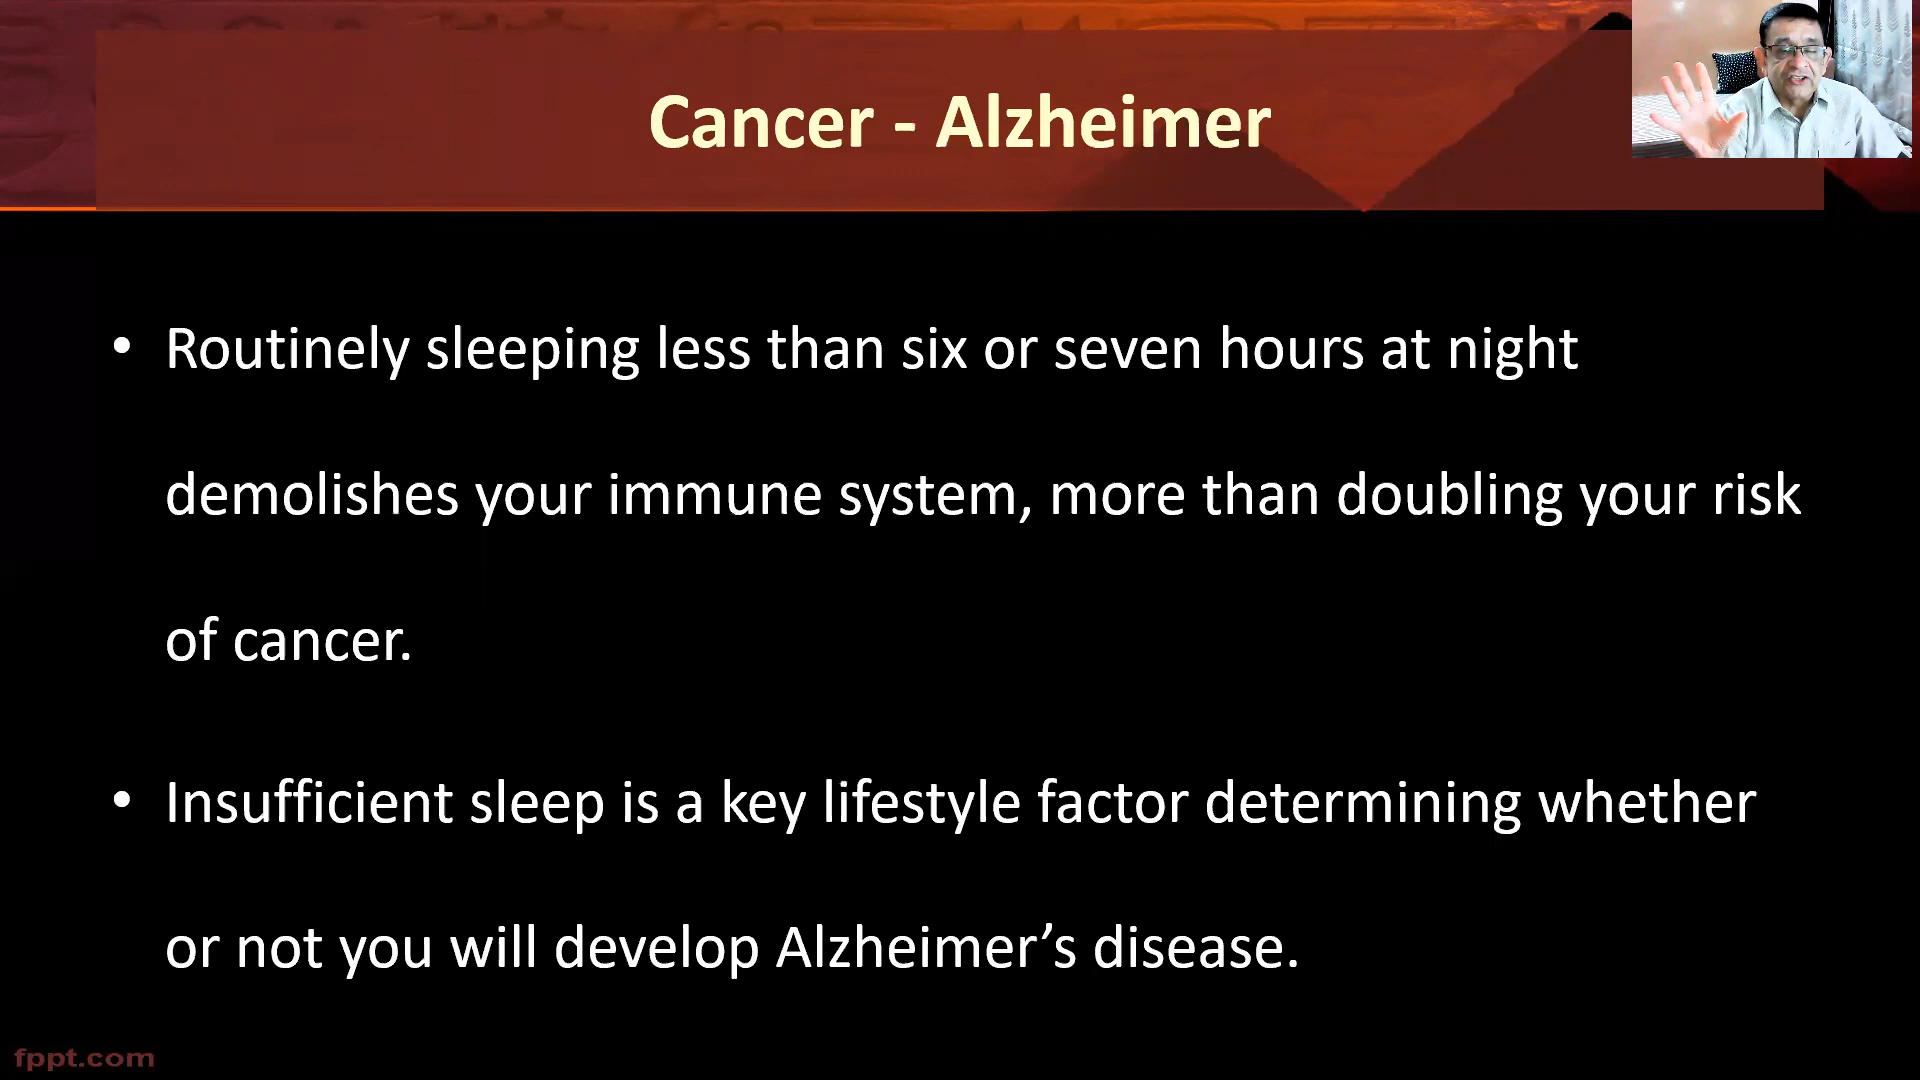 Cancer - Alzheimer
• Routinely sleeping less than six or seven hours at night
demolishes your immune system, more than doubling your risk
of cancer.
• Insufficient sleep is a key lifestyle factor determining whether
or not you will develop Alzheimer’s disease.
fppt.com